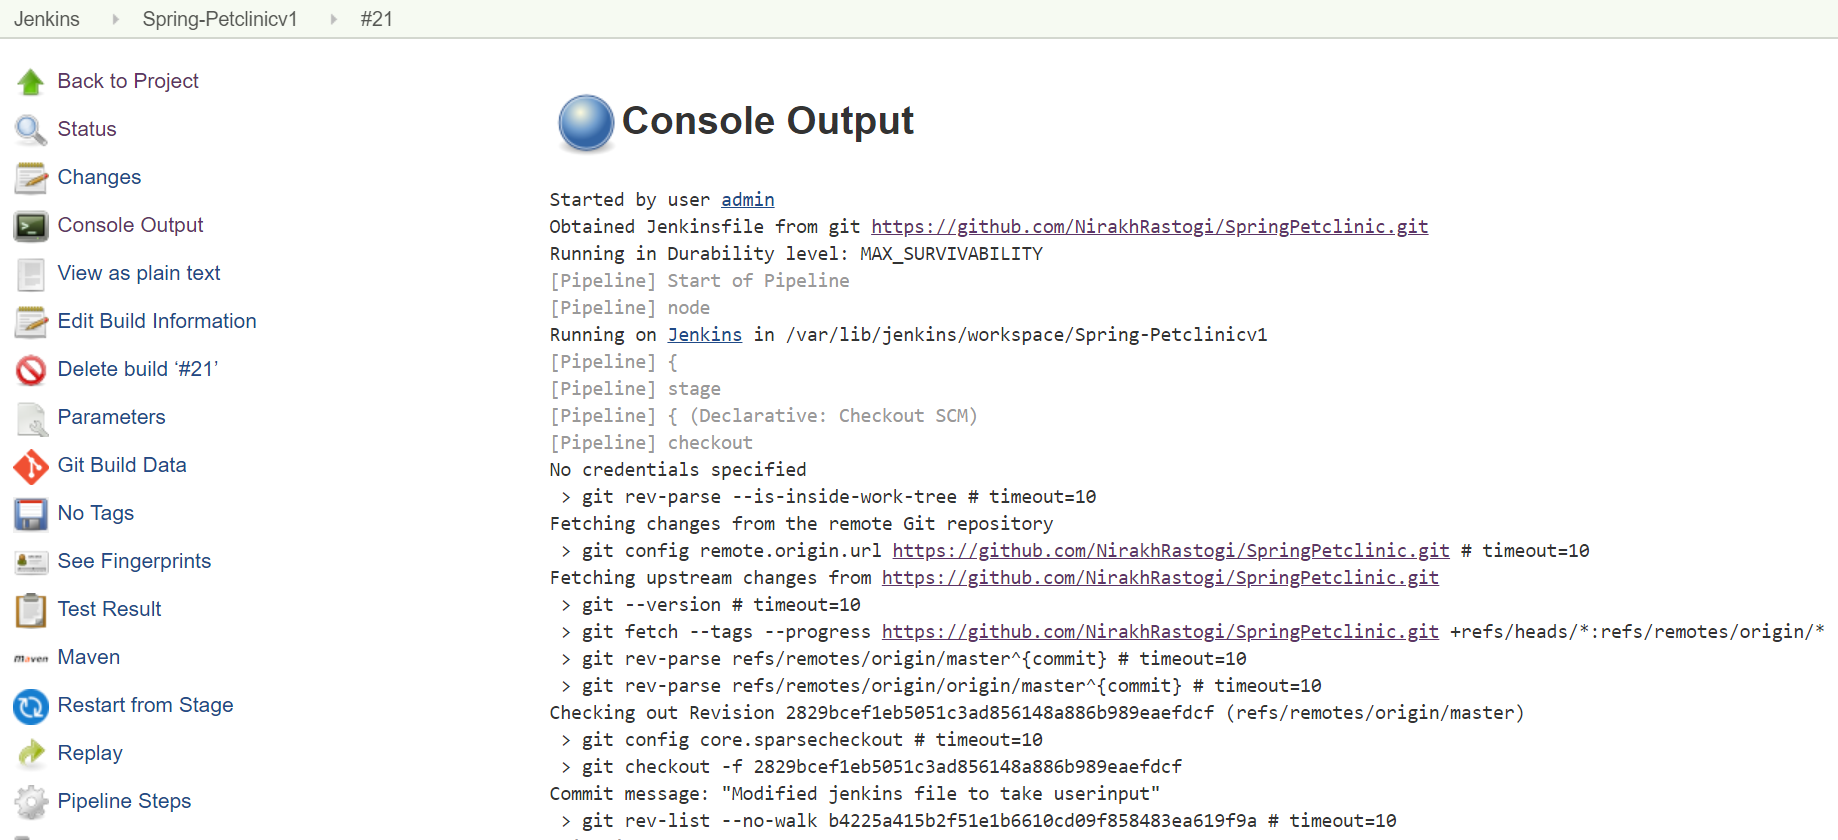 Jenkins Spring-Petclinicv1 #21
Back to Project
Status
Changes
Console Output
View as plain text
Edit Build Information
Delete build ‘#21’
Parameters
Git Build Data
No Tags
See Fingerprints
Test Result
maven Maven
Restart from Stage
Replay
Pipeline Steps
Console Output
Started by user admin
Obtained Jenkinsfile from git https://github.com/NirakhRastogi/SpringPetclinic.git
Running in Durability level: MAX_SURVIVABILITY
[Pipeline] Start of Pipeline
[Pipeline] node
Running on Jenkins in /var/lib/jenkins/workspace/Spring-Petclinicv1
[Pipeline] {
[Pipeline] stage
[Pipeline] { (Declarative: Checkout SCM)
[Pipeline] checkout
No credentials specified
> git rev-parse --is-inside-work-tree # timeout=10
Fetching changes from the remote Git repository
> git config remote.origin.url https://github.com/NirakhRastogi/SpringPetclinic.git # timeout=10
Fetching upstream changes from https://github.com/NirakhRastogi/SpringPetclinic.git
> git --version # timeout=10
> git fetch --tags --progress https://github.com/NirakhRastogi/SpringPetclinic.git +refs/heads/*:refs/remotes/origin/*
> git rev-parse refs/remotes/origin/master^{commit} # timeout=10
> git rev-parse refs/remotes/origin/origin/master^{commit} # timeout=10
Checking out Revision 2829bcef1eb5051c3ad856148a886b989eaefdcf (refs/remotes/origin/master)
> git config core.sparsecheckout # timeout=10
> git checkout -f 2829bcef1eb5051c3ad856148a886b989eaefdcf
Commit message: "Modified jenkins file to take userinput"
> git rev-list --no-walk b4225a415b2f51e1b6610cd09f858483ea619f9a # timeout=10